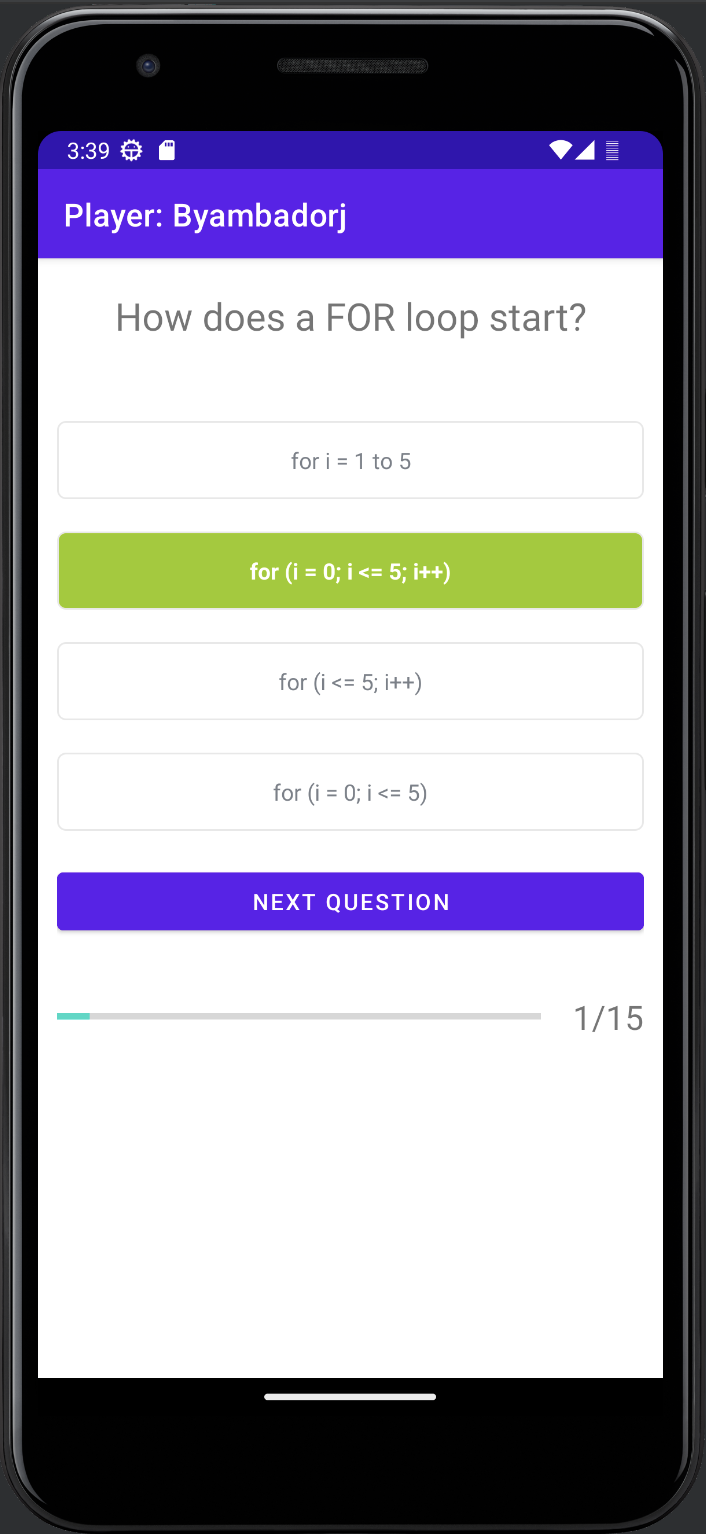 3:39
Player: Byambadorj
How does a FOR loop start?
for i = 1 to 5
for (i = 0; i <= 5; i++)
for (i <= 5; i++)
for (i = 0; i <= 5)
NEXT QUESTION
1/15